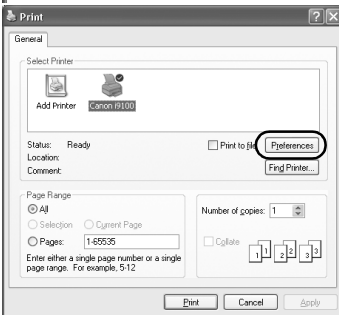 Print
General
Select Printer
Add Printer
Canon i9100
Status: Ready
Location:
Comment:
Print to file
Preferences
Find Printer...
Page Range
All
Selection
Current Page
Pages: 1-65535
Enter either a single page number or a single
page range. For example, 5-12
Number of copies: 1
Collate
1 1 2 2 3 3
Print
Cancel
Apply